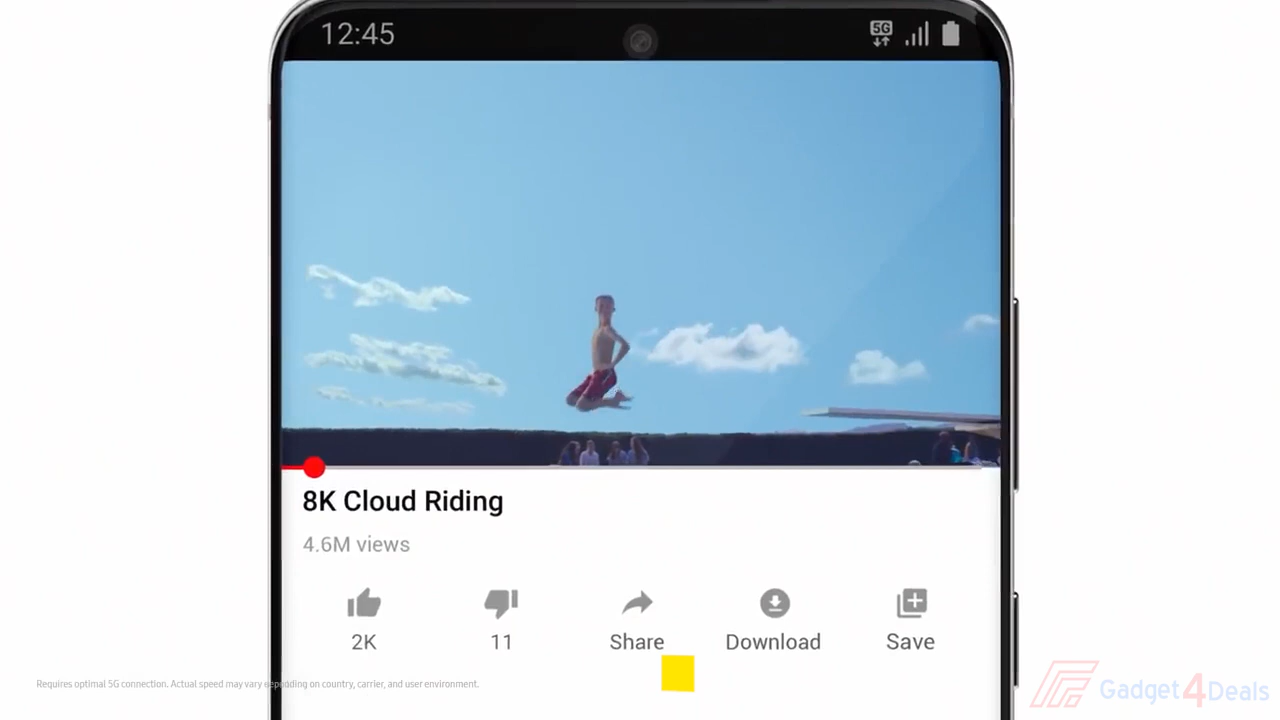 12:45
5G
8K Cloud Riding
4.6M views
2K
11
Share
Download
Save
Requires optimal 5G connection. Actual speed may vary depending on country, carrier, and user environment.
Gadget4Deals